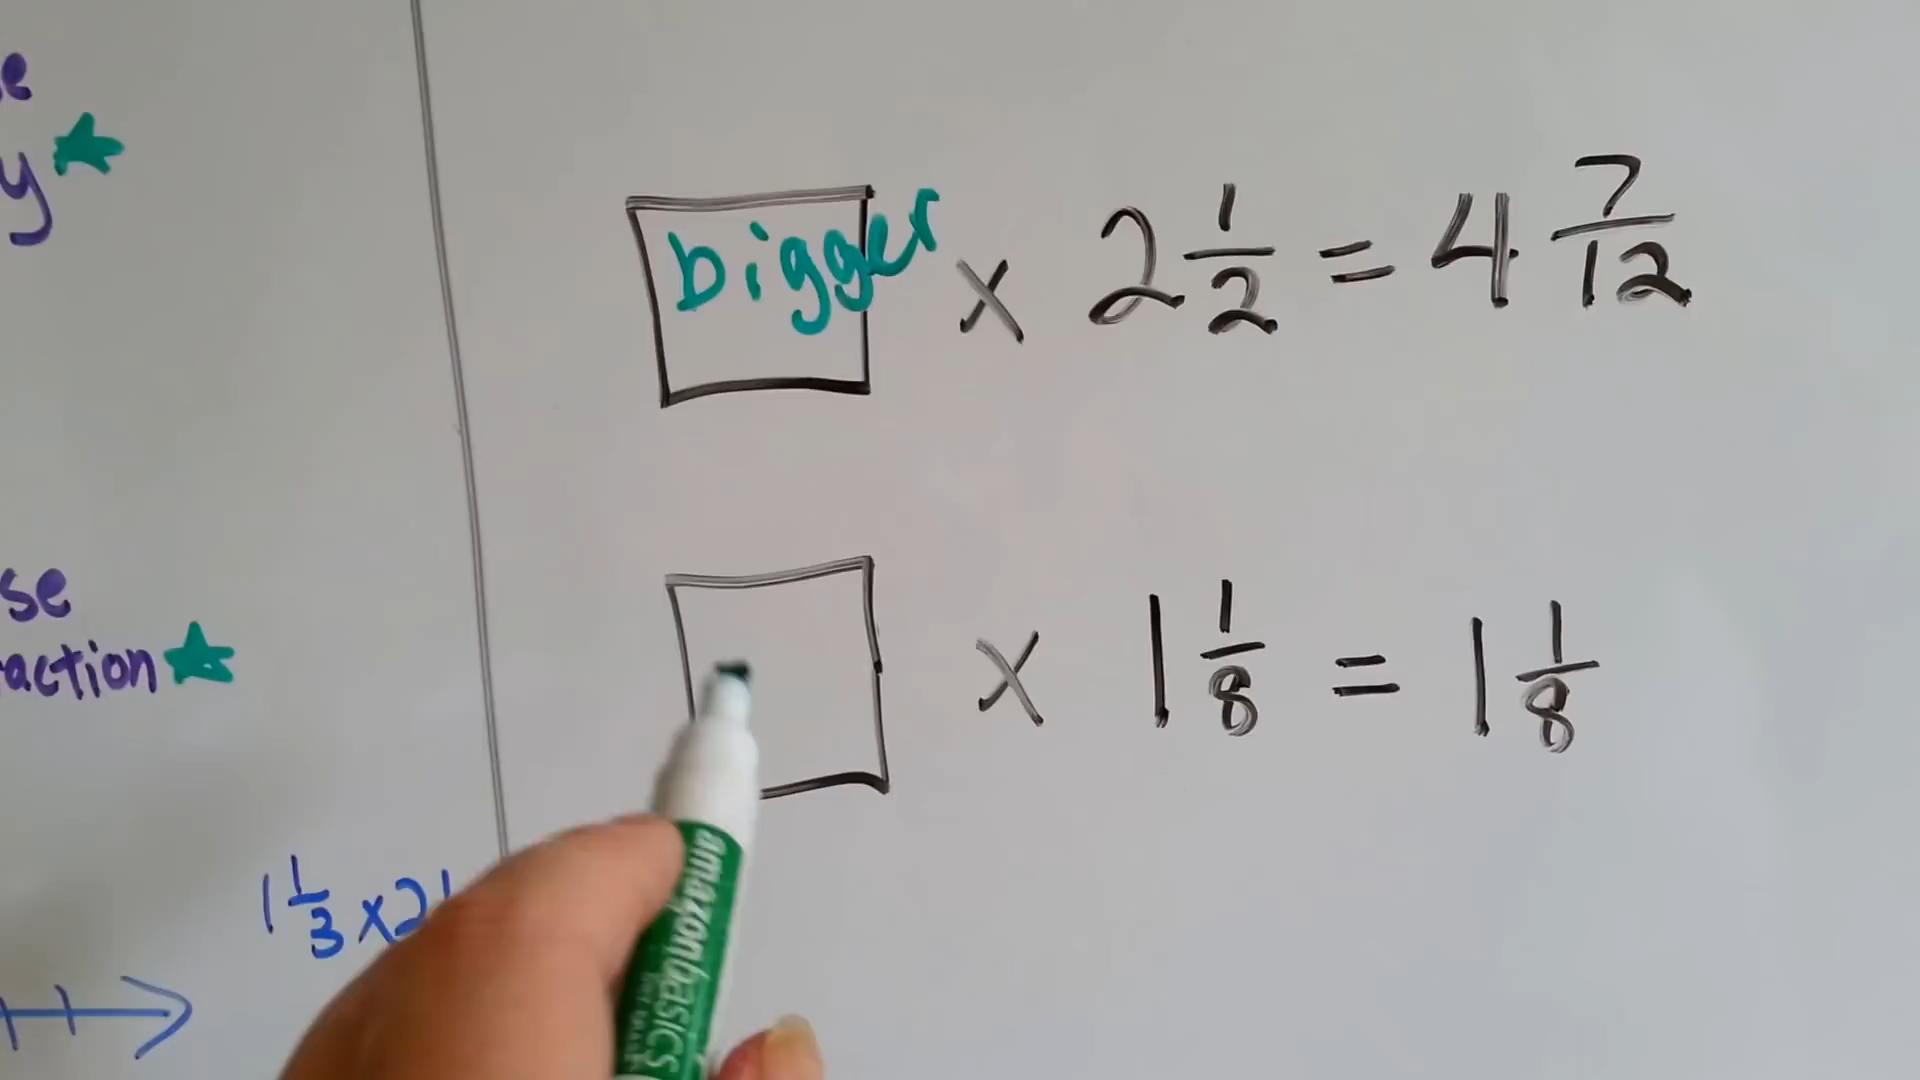 e
y
bigger x 2 1/2 = 4 7/12
se
action
x 1 1/8 = 1 1/8
1 1/3 x 2
amazonbasics